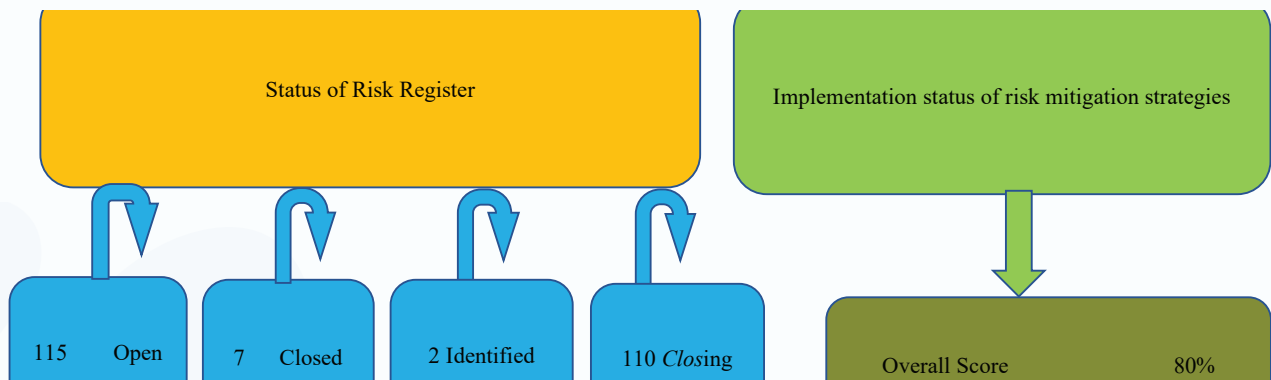 Status of Risk Register
Implementation status of risk mitigation strategies
115 Open
7 Closed
2 Identified
110 Closing
Overall Score 80%